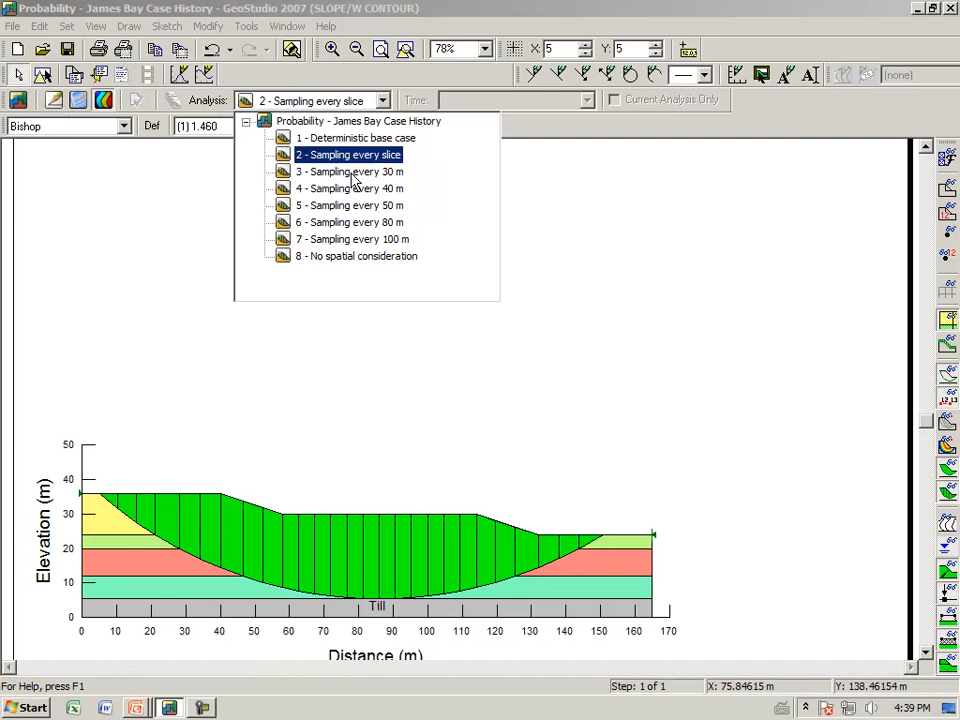 Probability - James Bay Case History - GeoStudio 2007 (SLOPE/W CONTOUR)
File Edit Set View Draw Sketch Modify Tools Window Help
78% X: 5 Y: 5
(none)
Analysis: 2 - Sampling every slice Time: Current Analysis Only
Bishop Def (1) 1.460
Probability - James Bay Case History
1 - Deterministic base case
2 - Sampling every slice
3 - Sampling every 30 m
4 - Sampling every 40 m
5 - Sampling every 50 m
6 - Sampling every 80 m
7 - Sampling every 100 m
8 - No spatial consideration
Elevation (m)
50
40
30
20
10
0
Till
0 10 20 30 40 50 60 70 80 90 100 110 120 130 140 150 160 170
Distance (m)
For Help, press F1 Step: 1 of 1 X: 75.84615 m Y: 138.46154 m
Start 4:39 PM